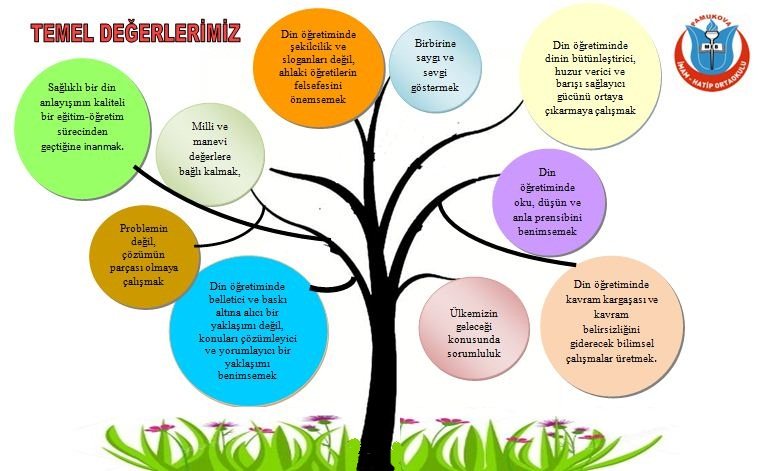 TEMEL DEĞERLERİMİZ
Sağlıklı bir din
anlayışının kaliteli
bir eğitim-öğretim
sürecinden
geçtiğine inanmak.
Milli ve
manevi
değerlere
bağlı kalmak,
Din öğretiminde
şekilcilik ve
sloganları değil,
ahlaki öğretilerin
felsefesini
önemsemek
Birbirine
saygı ve
sevgi
göstermek
Din öğretiminde
dinin bütünleştirici,
huzur verici ve
barışı sağlayıcı
gücünü ortaya
çıkarmaya çalışmak
PAMUKOVA
İMAM - HATİP ORTAOKULU
Problemin
değil,
çözümün
parçası olmaya
çalışmak
Din öğretiminde
belletici ve baskı
altına alıcı bir
yaklaşımı değil,
konuları çözümleyici
ve yorumlayıcı bir
yaklaşımı
benimsemek
Din
öğretiminde
oku, düşün ve
anla prensibini
benimsemek
Ülkemizin
geleceği
konusunda
sorumluluk
Din öğretiminde
kavram kargaşası ve
kavram
belirsizliğini
giderecek bilimsel
çalışmalar üretmek.